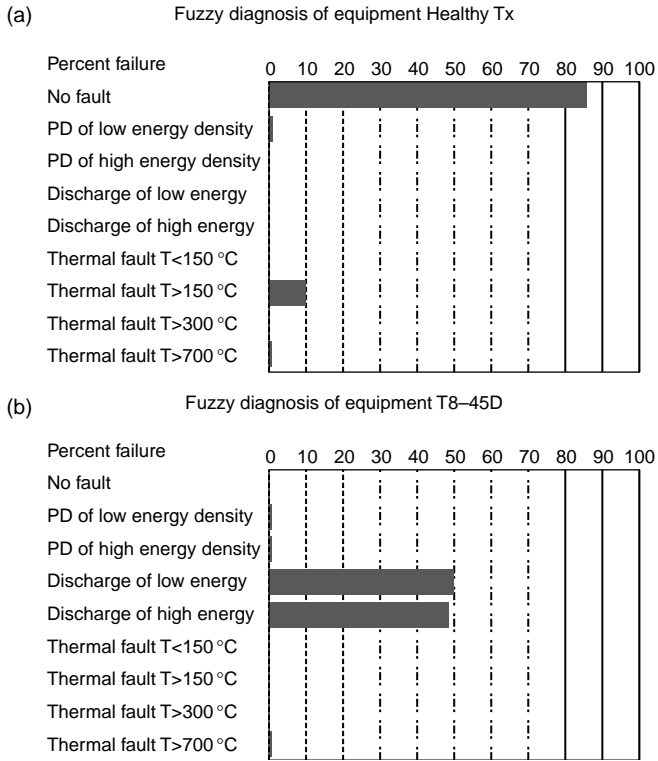 (a)
Fuzzy diagnosis of equipment Healthy Tx
Percent failure
0 10 20 30 40 50 60 70 80 90 100
No fault
PD of low energy density
PD of high energy density
Discharge of low energy
Discharge of high energy
Thermal fault T<150 °C
Thermal fault T>150 °C
Thermal fault T>300 °C
Thermal fault T>700 °C
(b)
Fuzzy diagnosis of equipment T8–45D
Percent failure
0 10 20 30 40 50 60 70 80 90 100
No fault
PD of low energy density
PD of high energy density
Discharge of low energy
Discharge of high energy
Thermal fault T<150 °C
Thermal fault T>150 °C
Thermal fault T>300 °C
Thermal fault T>700 °C